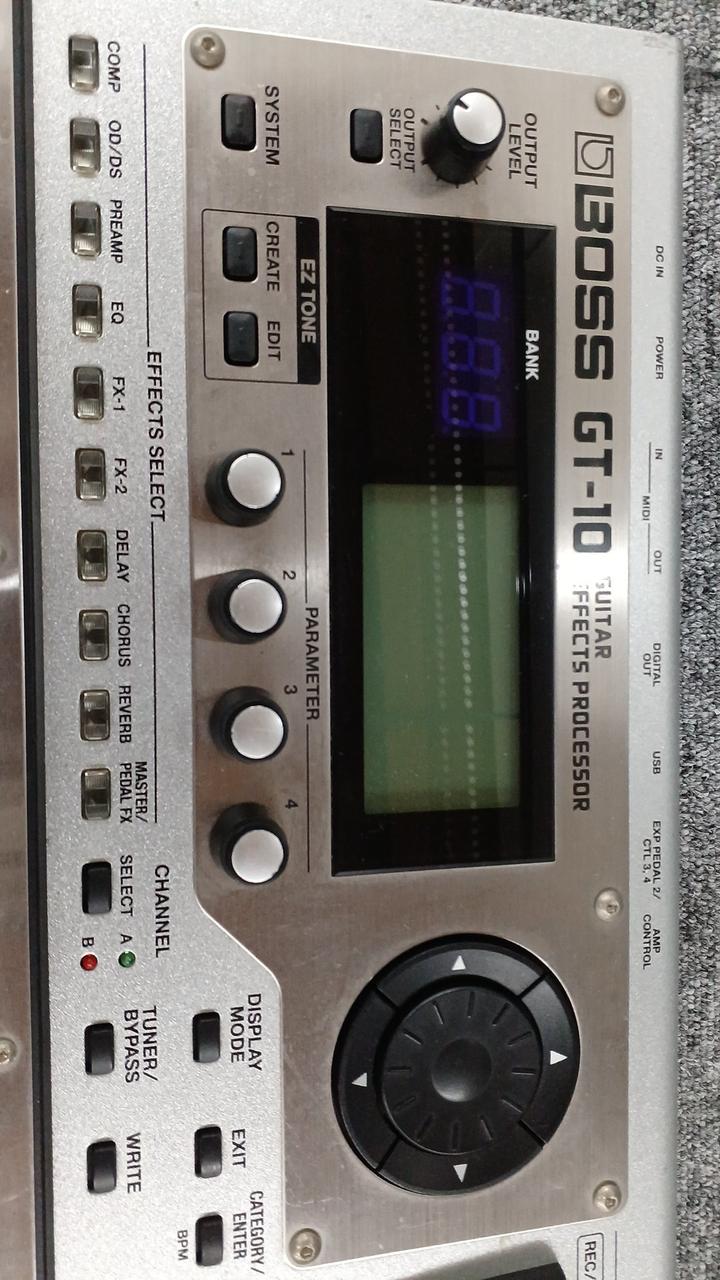 DC IN
POWER
IN
MIDI
OUT
DIGITAL
OUT
USB
EXP PEDAL 2/
CTL 3, 4
AMP
CONTROL
BOSS GT-10
GUITAR
EFFECTS PROCESSOR
REC
OUTPUT
LEVEL
OUTPUT
SELECT
BANK
SYSTEM
EZ TONE
CREATE
EDIT
PARAMETER
1
2
3
4
DISPLAY
MODE
EXIT
CATEGORY/
ENTER
BPM
EFFECTS SELECT
COMP
OD/DS
PREAMP
EQ
FX-1
FX-2
DELAY
CHORUS
REVERB
MASTER/
PEDAL FX
CHANNEL
SELECT
A
B
TUNER/
BYPASS
WRITE